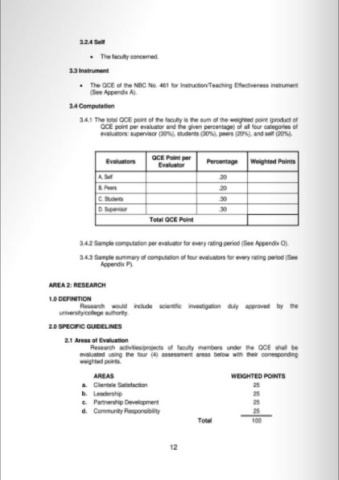 3.2.4 Self
• The faculty concerned.
3.3 Instrument
• The QCE of the NBC No. 461 for Instruction/Teaching Effectiveness instrument
(See Appendix A).
3.4 Computation
3.4.1 The total QCE point of the faculty is the sum of the weighted point (product of
QCE point per evaluator and the given percentage) of all four categories of
evaluators: supervisor (30%), students (30%), peers (20%), and self (20%).
Evaluators QCE Point per Evaluator Percentage Weighted Points
A. Self .20
B. Peers .20
C. Students .30
D. Supervisor .30
Total QCE Point
3.4.2 Sample computation per evaluator for every rating period (See Appendix O).
3.4.3 Sample summary of computation of four evaluators for every rating period (See
Appendix P).
AREA 2: RESEARCH
1.0 DEFINITION
Research would include scientific investigation duly approved by the
university/college authority.
2.0 SPECIFIC GUIDELINES
2.1 Areas of Evaluation
Research activities/projects of faculty members under the QCE shall be
evaluated using the four (4) assessment areas below with their corresponding
weighted points.
AREAS WEIGHTED POINTS
a. Clientele Satisfaction 25
b. Leadership 25
c. Partnership Development 25
d. Community Responsibility 25
Total 100
12